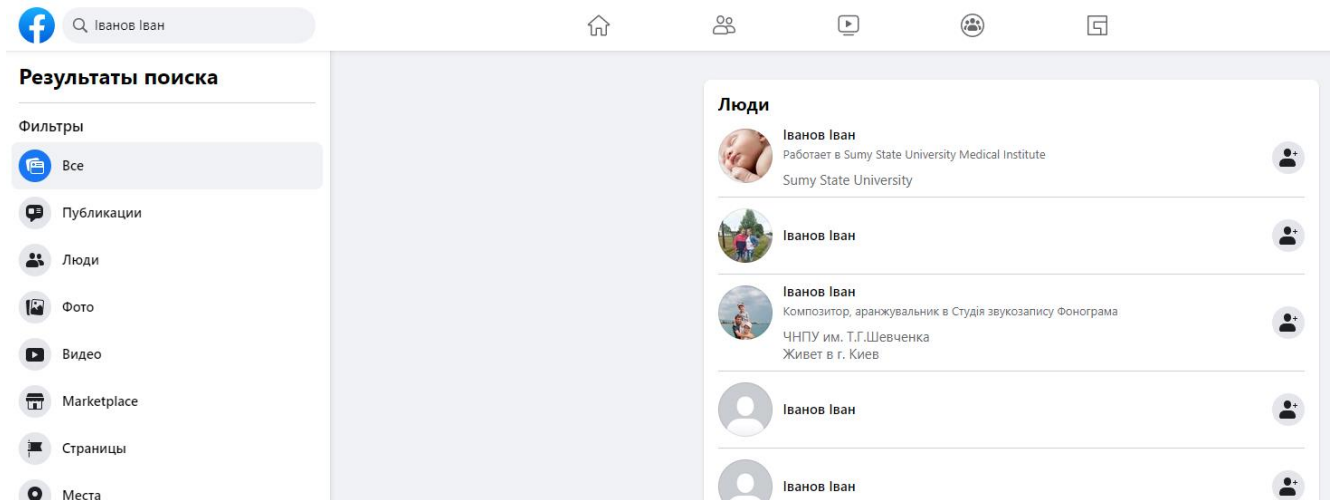 Іванов Іван
Результаты поиска
Фильтры
Все
Публикации
Люди
Фото
Видео
Marketplace
Страницы
Места
Люди
Іванов Іван
Работает в Sumy State University Medical Institute
Sumy State University
Іванов Іван
Іванов Іван
Композитор, аранжувальник в Студія звукозапису Фонограма
ЧНПУ им. Т.Г.Шевченка
Живет в г. Киев
Іванов Іван
Іванов Іван